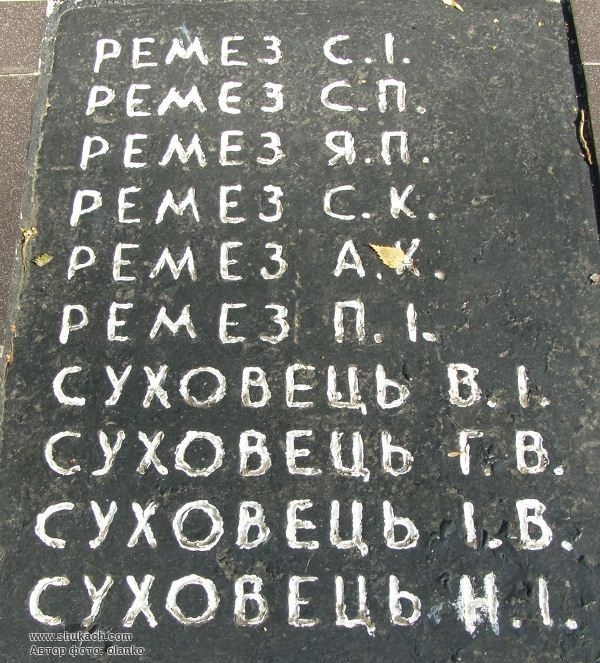 РЕМЕЗ С.І.
РЕМЕЗ С.П.
РЕМЕЗ Я.П.
РЕМЕЗ С.К.
РЕМЕЗ А.К.
РЕМЕЗ П.І.
СУХОВЕЦЬ В.І.
СУХОВЕЦЬ Г.В.
СУХОВЕЦЬ І.В.
СУХОВЕЦЬ Н.І.
www.shukach.com
Автор фото: olanko